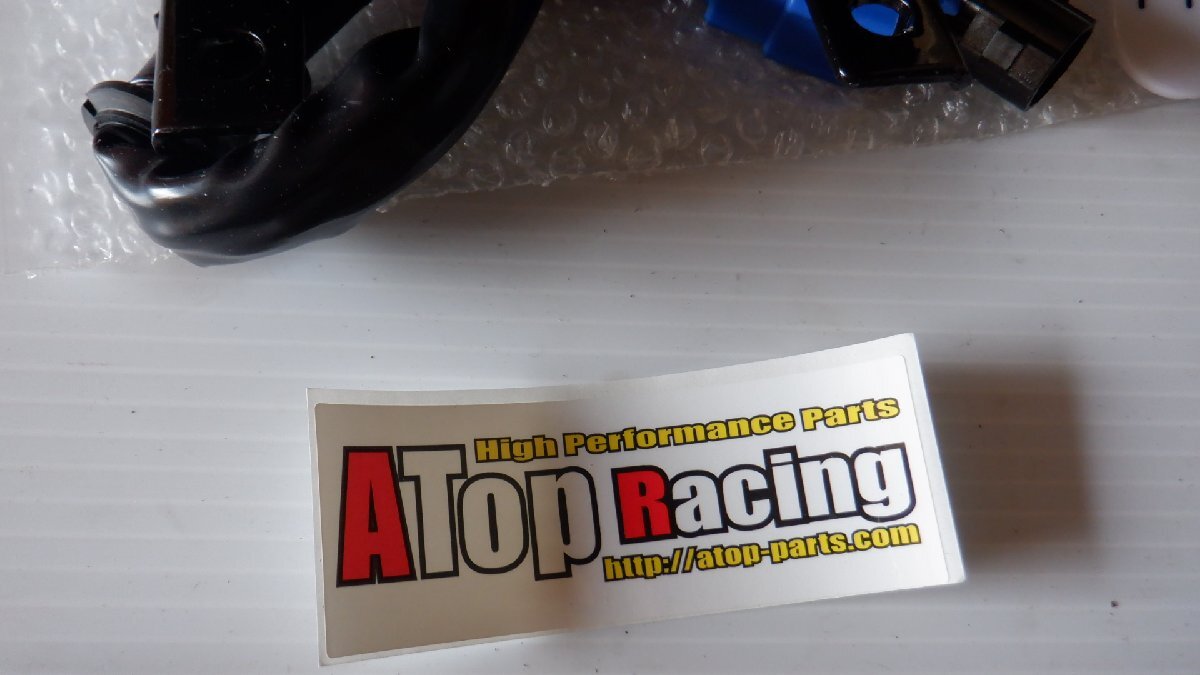 High Performance Parts
ATop Racing
http://atop-parts.com